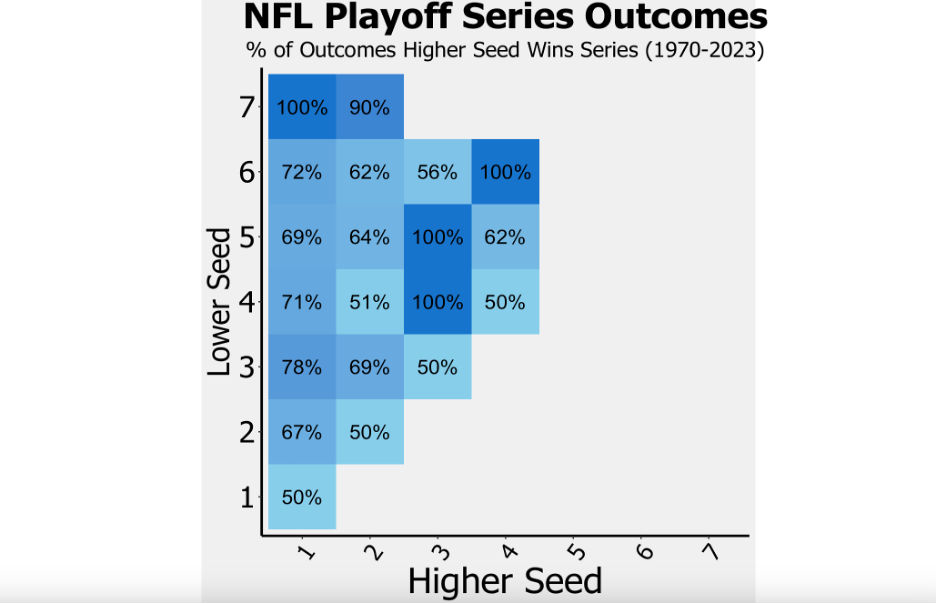 NFL Playoff Series Outcomes
% of Outcomes Higher Seed Wins Series (1970-2023)
Lower Seed
7 100% 90%
6 72% 62% 56% 100%
5 69% 64% 100% 62%
4 71% 51% 100% 50%
3 78% 69% 50%
2 67% 50%
1 50%
1 2 3 4 5 6 7
Higher Seed